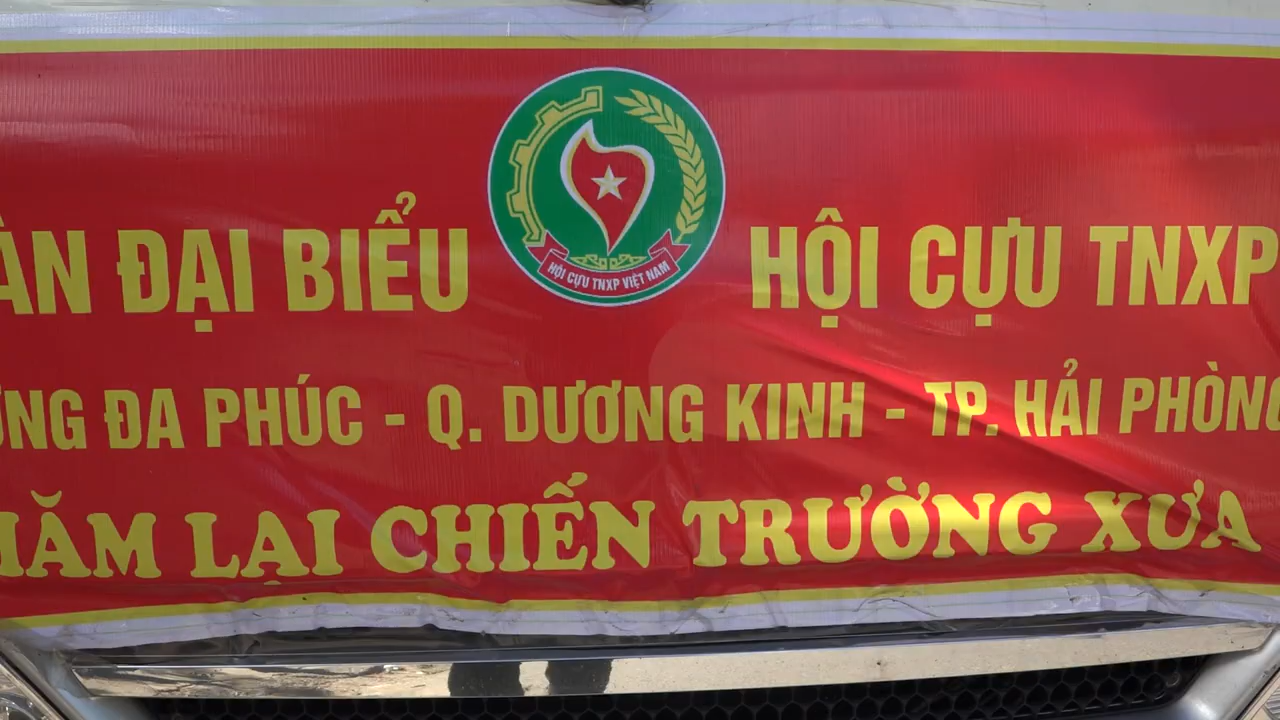 ĐẠI BIỂU HỘI CỰU TNXP
HỘI CỰU TNXP VIỆT NAM
ĐA PHÚC - Q. DƯƠNG KINH - TP. HẢI PHÒNG
LẠI CHIẾN TRƯỜNG XƯA